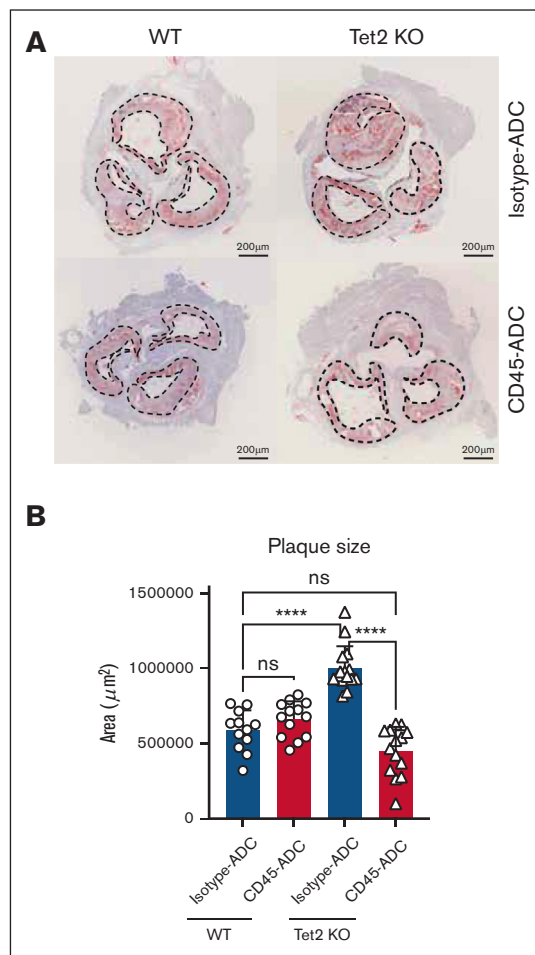 A
WT
Tet2 KO
Isotype-ADC
200μm
200μm
CD45-ADC
200μm
200μm
B
Plaque size
ns
****
****
ns
1500000
1000000
500000
0
Area (μm²)
Isotype-ADC
CD45-ADC
Isotype-ADC
CD45-ADC
WT
Tet2 KO